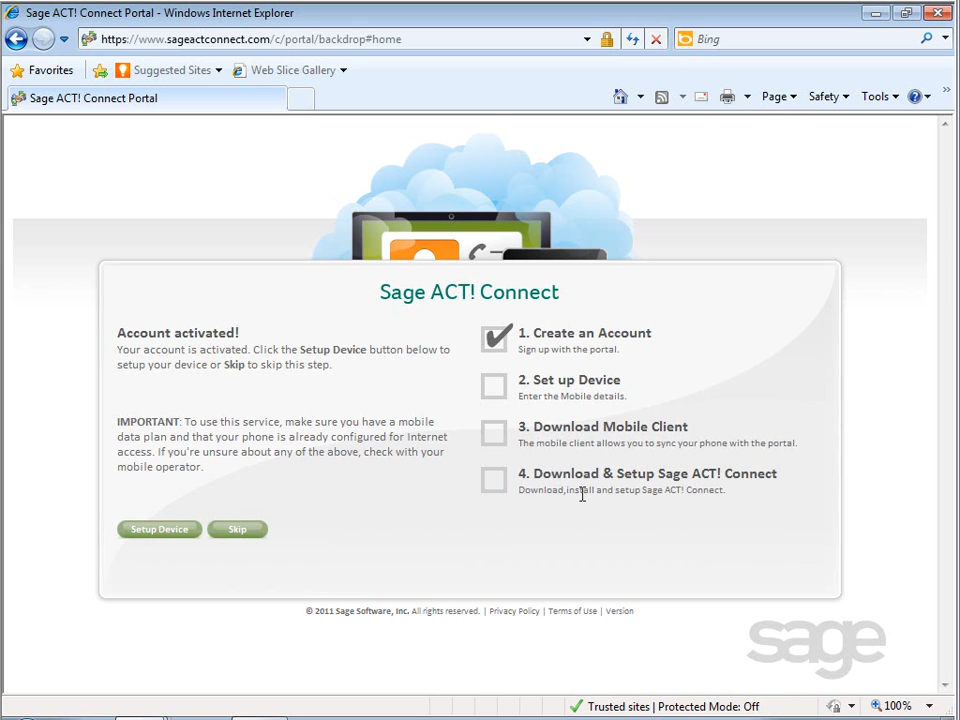 Sage ACT! Connect Portal - Windows Internet Explorer
https://www.sageactconnect.com/c/portal/backdrop#home
Bing
Favorites
Suggested Sites
Web Slice Gallery
Sage ACT! Connect Portal
Page
Safety
Tools
Sage ACT! Connect
Account activated!
Your account is activated. Click the Setup Device button below to
setup your device or Skip to skip this step.
IMPORTANT: To use this service, make sure you have a mobile
data plan and that your phone is already configured for Internet
access. If you're unsure about any of the above, check with your
mobile operator.
Setup Device
Skip
1. Create an Account
Sign up with the portal.
2. Set up Device
Enter the Mobile details.
3. Download Mobile Client
The mobile client allows you to sync your phone with the portal.
4. Download & Setup Sage ACT! Connect
Download,install and setup Sage ACT! Connect.
© 2011 Sage Software, Inc. All rights reserved. | Privacy Policy | Terms of Use | Version
sage
Trusted sites | Protected Mode: Off
100%